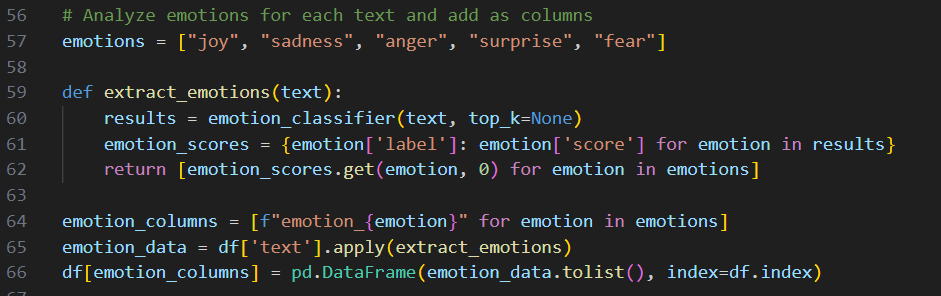 56 # Analyze emotions for each text and add as columns
57 emotions = ["joy", "sadness", "anger", "surprise", "fear"]
58
59 def extract_emotions(text):
60     results = emotion_classifier(text, top_k=None)
61     emotion_scores = {emotion['label']: emotion['score'] for emotion in results}
62     return [emotion_scores.get(emotion, 0) for emotion in emotions]
63
64 emotion_columns = [f"emotion_{emotion}" for emotion in emotions]
65 emotion_data = df['text'].apply(extract_emotions)
66 df[emotion_columns] = pd.DataFrame(emotion_data.tolist(), index=df.index)
67